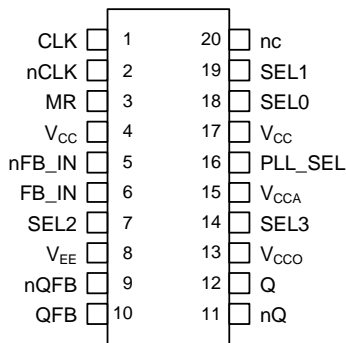 CLK 1 20 nc
nCLK 2 19 SEL1
MR 3 18 SEL0
VCC 4 17 VCC
nFB_IN 5 16 PLL_SEL
FB_IN 6 15 VCCA
SEL2 7 14 SEL3
VEE 8 13 VCCO
nQFB 9 12 Q
QFB 10 11 nQ